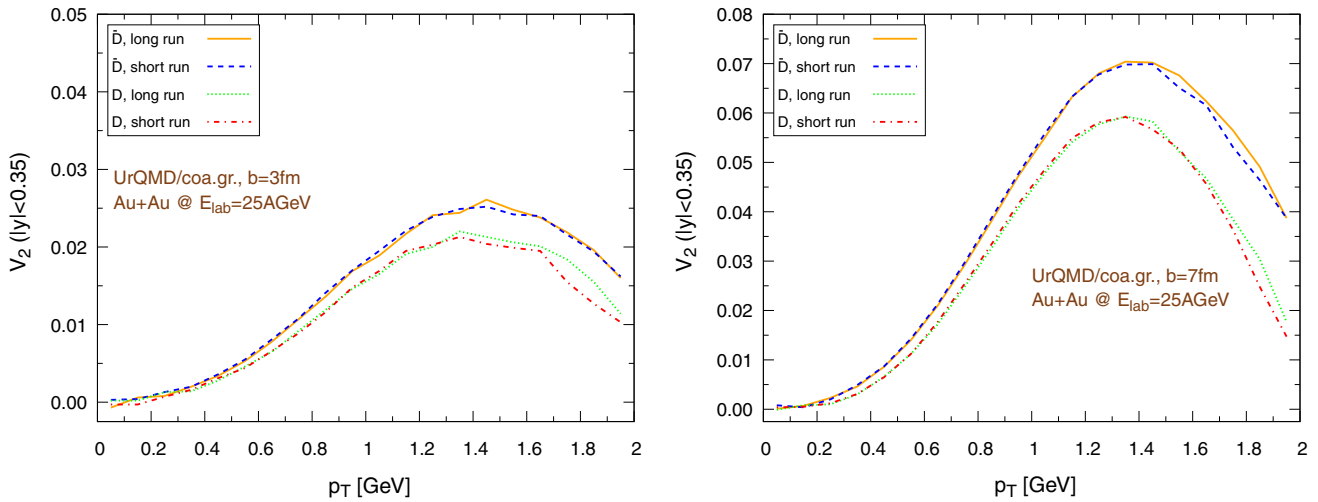 0.05
0.04
0.03
0.02
0.01
0.00
V₂ (|y|<0.35)
D̄, long run
D̄, short run
D, long run
D, short run
UrQMD/coa.gr., b=3fm
Au+Au @ E_lab=25AGeV
0 0.2 0.4 0.6 0.8 1 1.2 1.4 1.6 1.8 2
p_T [GeV]
0.08
0.07
0.06
0.05
0.04
0.03
0.02
0.01
0.00
V₂ (|y|<0.35)
D̄, long run
D̄, short run
D, long run
D, short run
UrQMD/coa.gr., b=7fm
Au+Au @ E_lab=25AGeV
0 0.2 0.4 0.6 0.8 1 1.2 1.4 1.6 1.8 2
p_T [GeV]